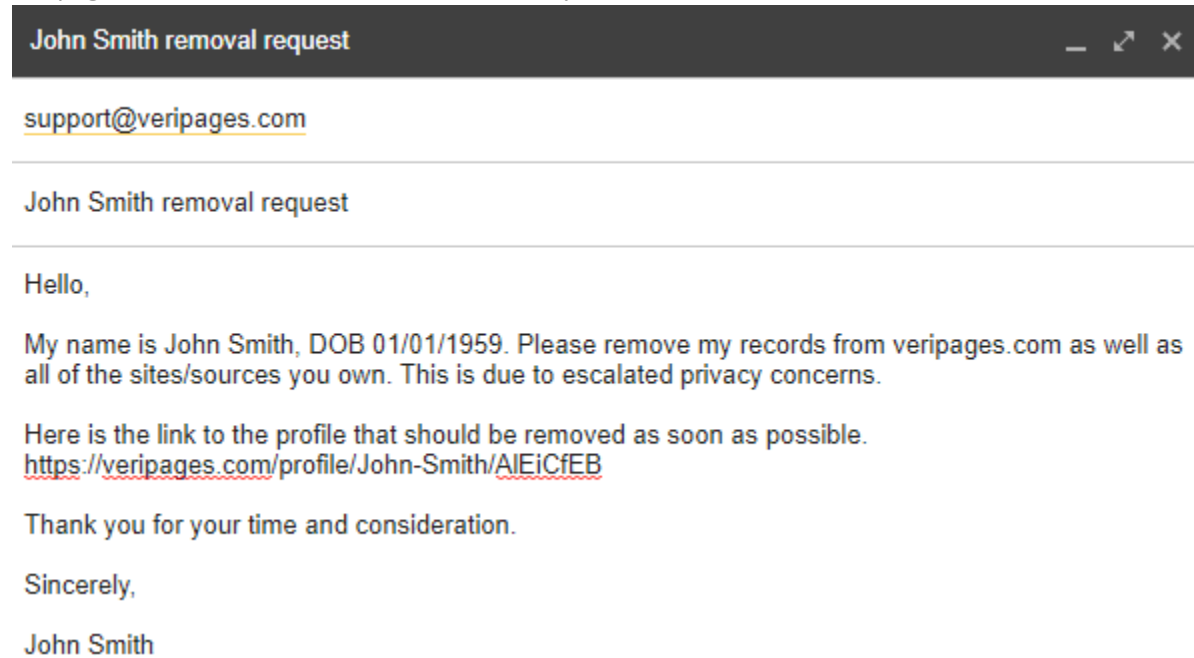 John Smith removal request
support@veripages.com
John Smith removal request
Hello,
My name is John Smith, DOB 01/01/1959. Please remove my records from veripages.com as well as
all of the sites/sources you own. This is due to escalated privacy concerns.
Here is the link to the profile that should be removed as soon as possible.
https://veripages.com/profile/John-Smith/AlEiCfEB
Thank you for your time and consideration.
Sincerely,
John Smith